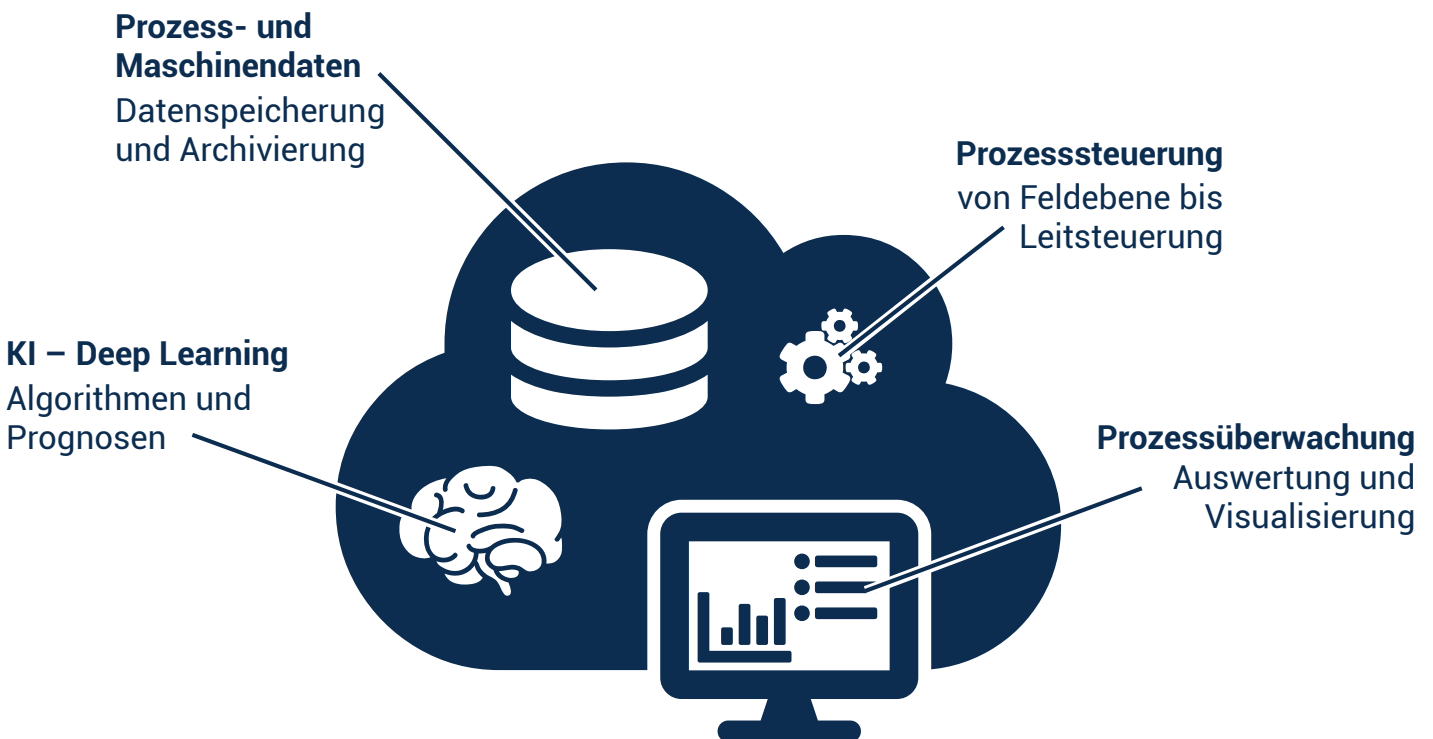 Prozess- und
Maschinendaten
Datenspeicherung
und Archivierung
Prozesssteuerung
von Feldebene bis
Leitsteuerung
KI – Deep Learning
Algorithmen und
Prognosen
Prozessüberwachung
Auswertung und
Visualisierung